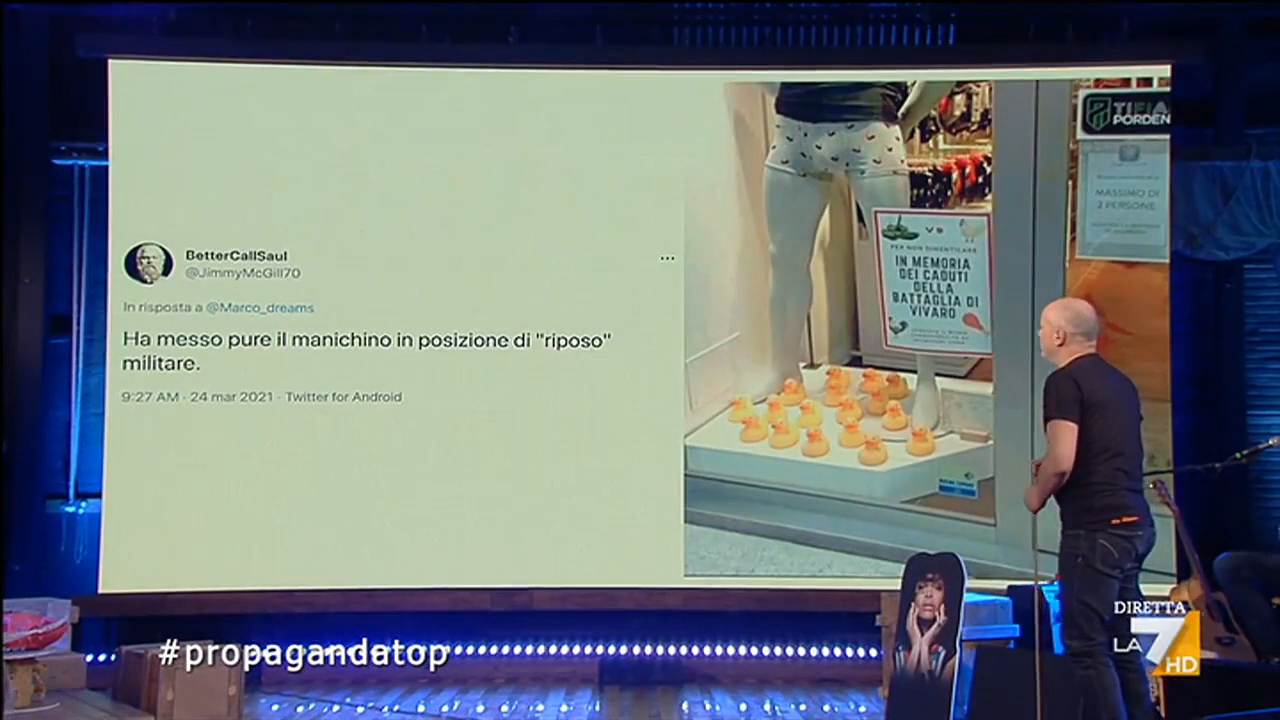 BetterCallSaul
@JimmyMcGill70
...
In risposta a @Marco_dreams
Ha messo pure il manichino in posizione di "riposo"
militare.
9:27 AM · 24 mar 2021 · Twitter for Android
VS
PER NON DIMENTICARE
IN MEMORIA
DEI CADUTI
DELLA
BATTAGLIA DI
VIVARO
PORDEN
MASSIMO DI
2 PERSONE
#propagandatop
DIRETTA
LA 7
HD